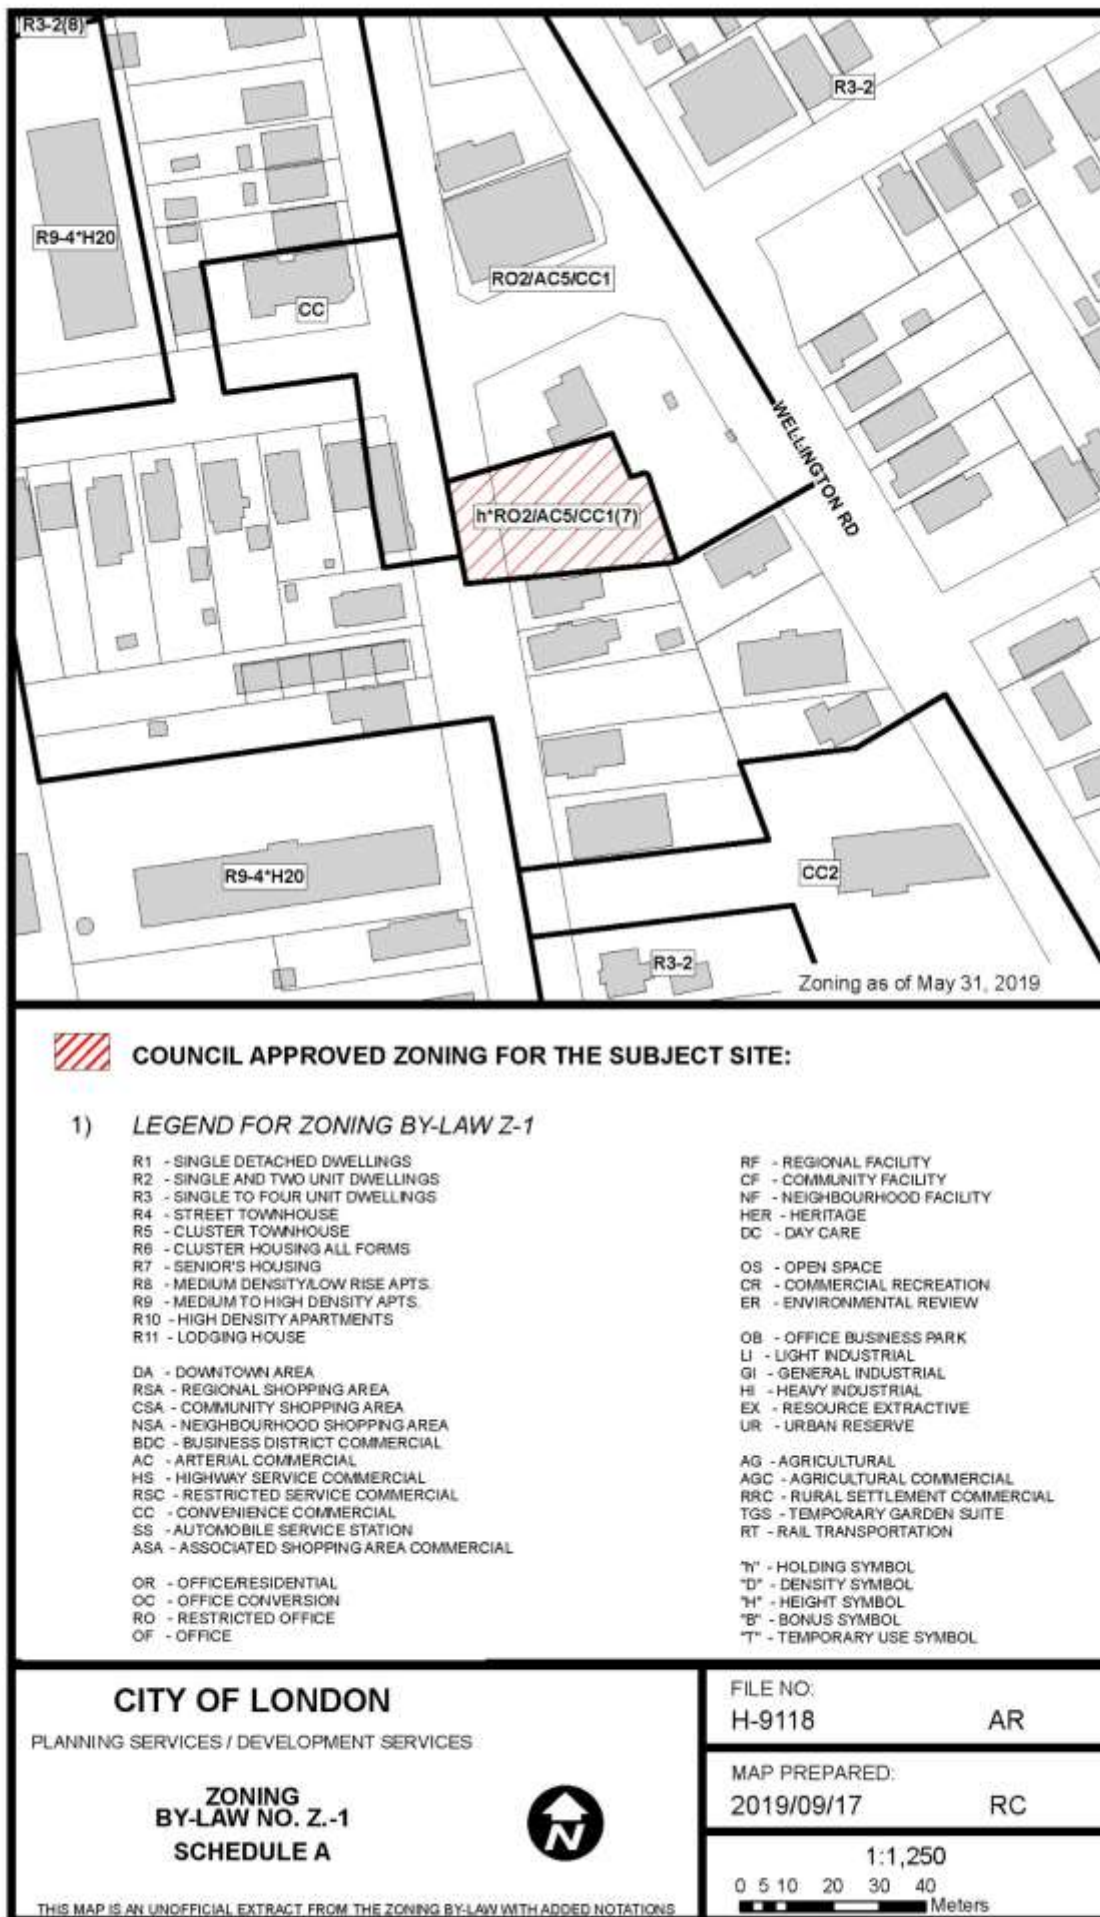 R3-2(8)
R3-2
R9-4*H20
RO2/AC5/CC1
CC
WELLINGTON RD
h*RO2/AC5/CC1(7)
R9-4*H20
CC2
R3-2
Zoning as of May 31, 2019
COUNCIL APPROVED ZONING FOR THE SUBJECT SITE:
1) LEGEND FOR ZONING BY-LAW Z-1
R1 - SINGLE DETACHED DWELLINGS
R2 - SINGLE AND TWO UNIT DWELLINGS
R3 - SINGLE TO FOUR UNIT DWELLINGS
R4 - STREET TOWNHOUSE
R5 - CLUSTER TOWNHOUSE
R6 - CLUSTER HOUSING ALL FORMS
R7 - SENIOR'S HOUSING
R8 - MEDIUM DENSITY/LOW RISE APTS.
R9 - MEDIUM TO HIGH DENSITY APTS.
R10 - HIGH DENSITY APARTMENTS
R11 - LODGING HOUSE
DA - DOWNTOWN AREA
RSA - REGIONAL SHOPPING AREA
CSA - COMMUNITY SHOPPING AREA
NSA - NEIGHBOURHOOD SHOPPING AREA
BDC - BUSINESS DISTRICT COMMERCIAL
AC - ARTERIAL COMMERCIAL
HS - HIGHWAY SERVICE COMMERCIAL
RSC - RESTRICTED SERVICE COMMERCIAL
CC - CONVENIENCE COMMERCIAL
SS - AUTOMOBILE SERVICE STATION
ASA - ASSOCIATED SHOPPING AREA COMMERCIAL
OR - OFFICE/RESIDENTIAL
OC - OFFICE CONVERSION
RO - RESTRICTED OFFICE
OF - OFFICE
RF - REGIONAL FACILITY
CF - COMMUNITY FACILITY
NF - NEIGHBOURHOOD FACILITY
HER - HERITAGE
DC - DAY CARE
OS - OPEN SPACE
CR - COMMERCIAL RECREATION
ER - ENVIRONMENTAL REVIEW
OB - OFFICE BUSINESS PARK
LI - LIGHT INDUSTRIAL
GI - GENERAL INDUSTRIAL
HI - HEAVY INDUSTRIAL
EX - RESOURCE EXTRACTIVE
UR - URBAN RESERVE
AG - AGRICULTURAL
AGC - AGRICULTURAL COMMERCIAL
RRC - RURAL SETTLEMENT COMMERCIAL
TGS - TEMPORARY GARDEN SUITE
RT - RAIL TRANSPORTATION
"h" - HOLDING SYMBOL
"D" - DENSITY SYMBOL
"H" - HEIGHT SYMBOL
"B" - BONUS SYMBOL
"T" - TEMPORARY USE SYMBOL
CITY OF LONDON
PLANNING SERVICES / DEVELOPMENT SERVICES
ZONING
BY-LAW NO. Z.-1
SCHEDULE A
N
THIS MAP IS AN UNOFFICIAL EXTRACT FROM THE ZONING BY-LAW WITH ADDED NOTATIONS
FILE NO:
H-9118 AR
MAP PREPARED:
2019/09/17 RC
1:1,250
0 5 10 20 30 40
Meters